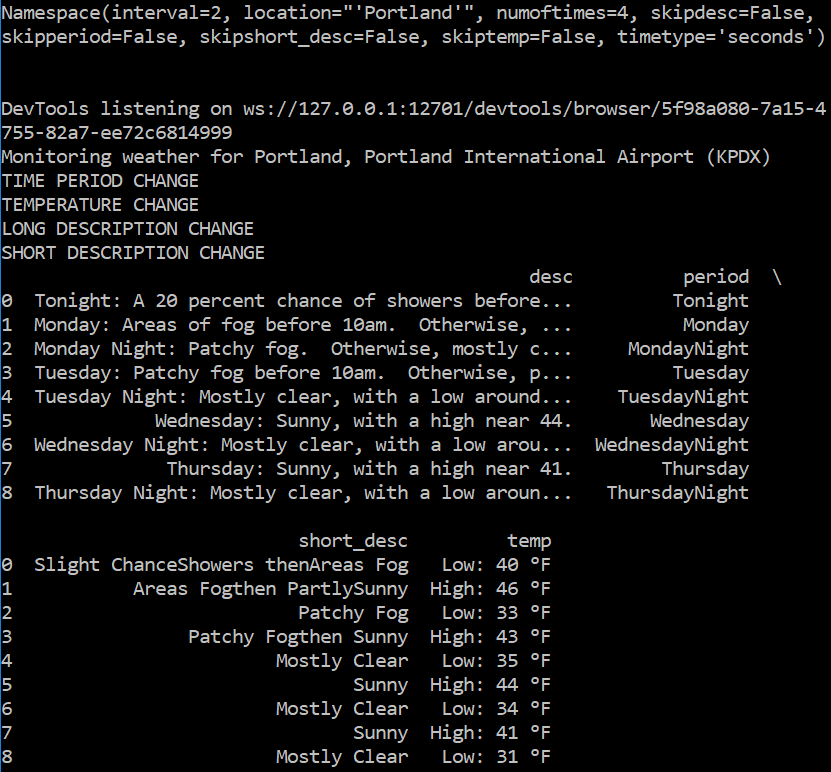 Namespace(interval=2, location="'Portland'", numoftimes=4, skipdesc=False,
skipperiod=False, skipshort_desc=False, skiptemp=False, timetype='seconds')
DevTools listening on ws://127.0.0.1:12701/devtools/browser/5f98a080-7a15-4
755-82a7-ee72c6814999
Monitoring weather for Portland, Portland International Airport (KPDX)
TIME PERIOD CHANGE
TEMPERATURE CHANGE
LONG DESCRIPTION CHANGE
SHORT DESCRIPTION CHANGE
                                                desc          period  \
0  Tonight: A 20 percent chance of showers before...         Tonight
1  Monday: Areas of fog before 10am.  Otherwise, ...          Monday
2  Monday Night: Patchy fog.  Otherwise, mostly c...     MondayNight
3  Tuesday: Patchy fog before 10am.  Otherwise, p...         Tuesday
4  Tuesday Night: Mostly clear, with a low around...    TuesdayNight
5             Wednesday: Sunny, with a high near 44.       Wednesday
6  Wednesday Night: Mostly clear, with a low arou...  WednesdayNight
7              Thursday: Sunny, with a high near 41.        Thursday
8  Thursday Night: Mostly clear, with a low aroun...   ThursdayNight
                           short_desc         temp
0  Slight ChanceShowers thenAreas Fog   Low: 40 °F
1           Areas Fogthen PartlySunny  High: 46 °F
2                          Patchy Fog   Low: 33 °F
3                Patchy Fogthen Sunny  High: 43 °F
4                        Mostly Clear   Low: 35 °F
5                               Sunny  High: 44 °F
6                        Mostly Clear   Low: 34 °F
7                               Sunny  High: 41 °F
8                        Mostly Clear   Low: 31 °F